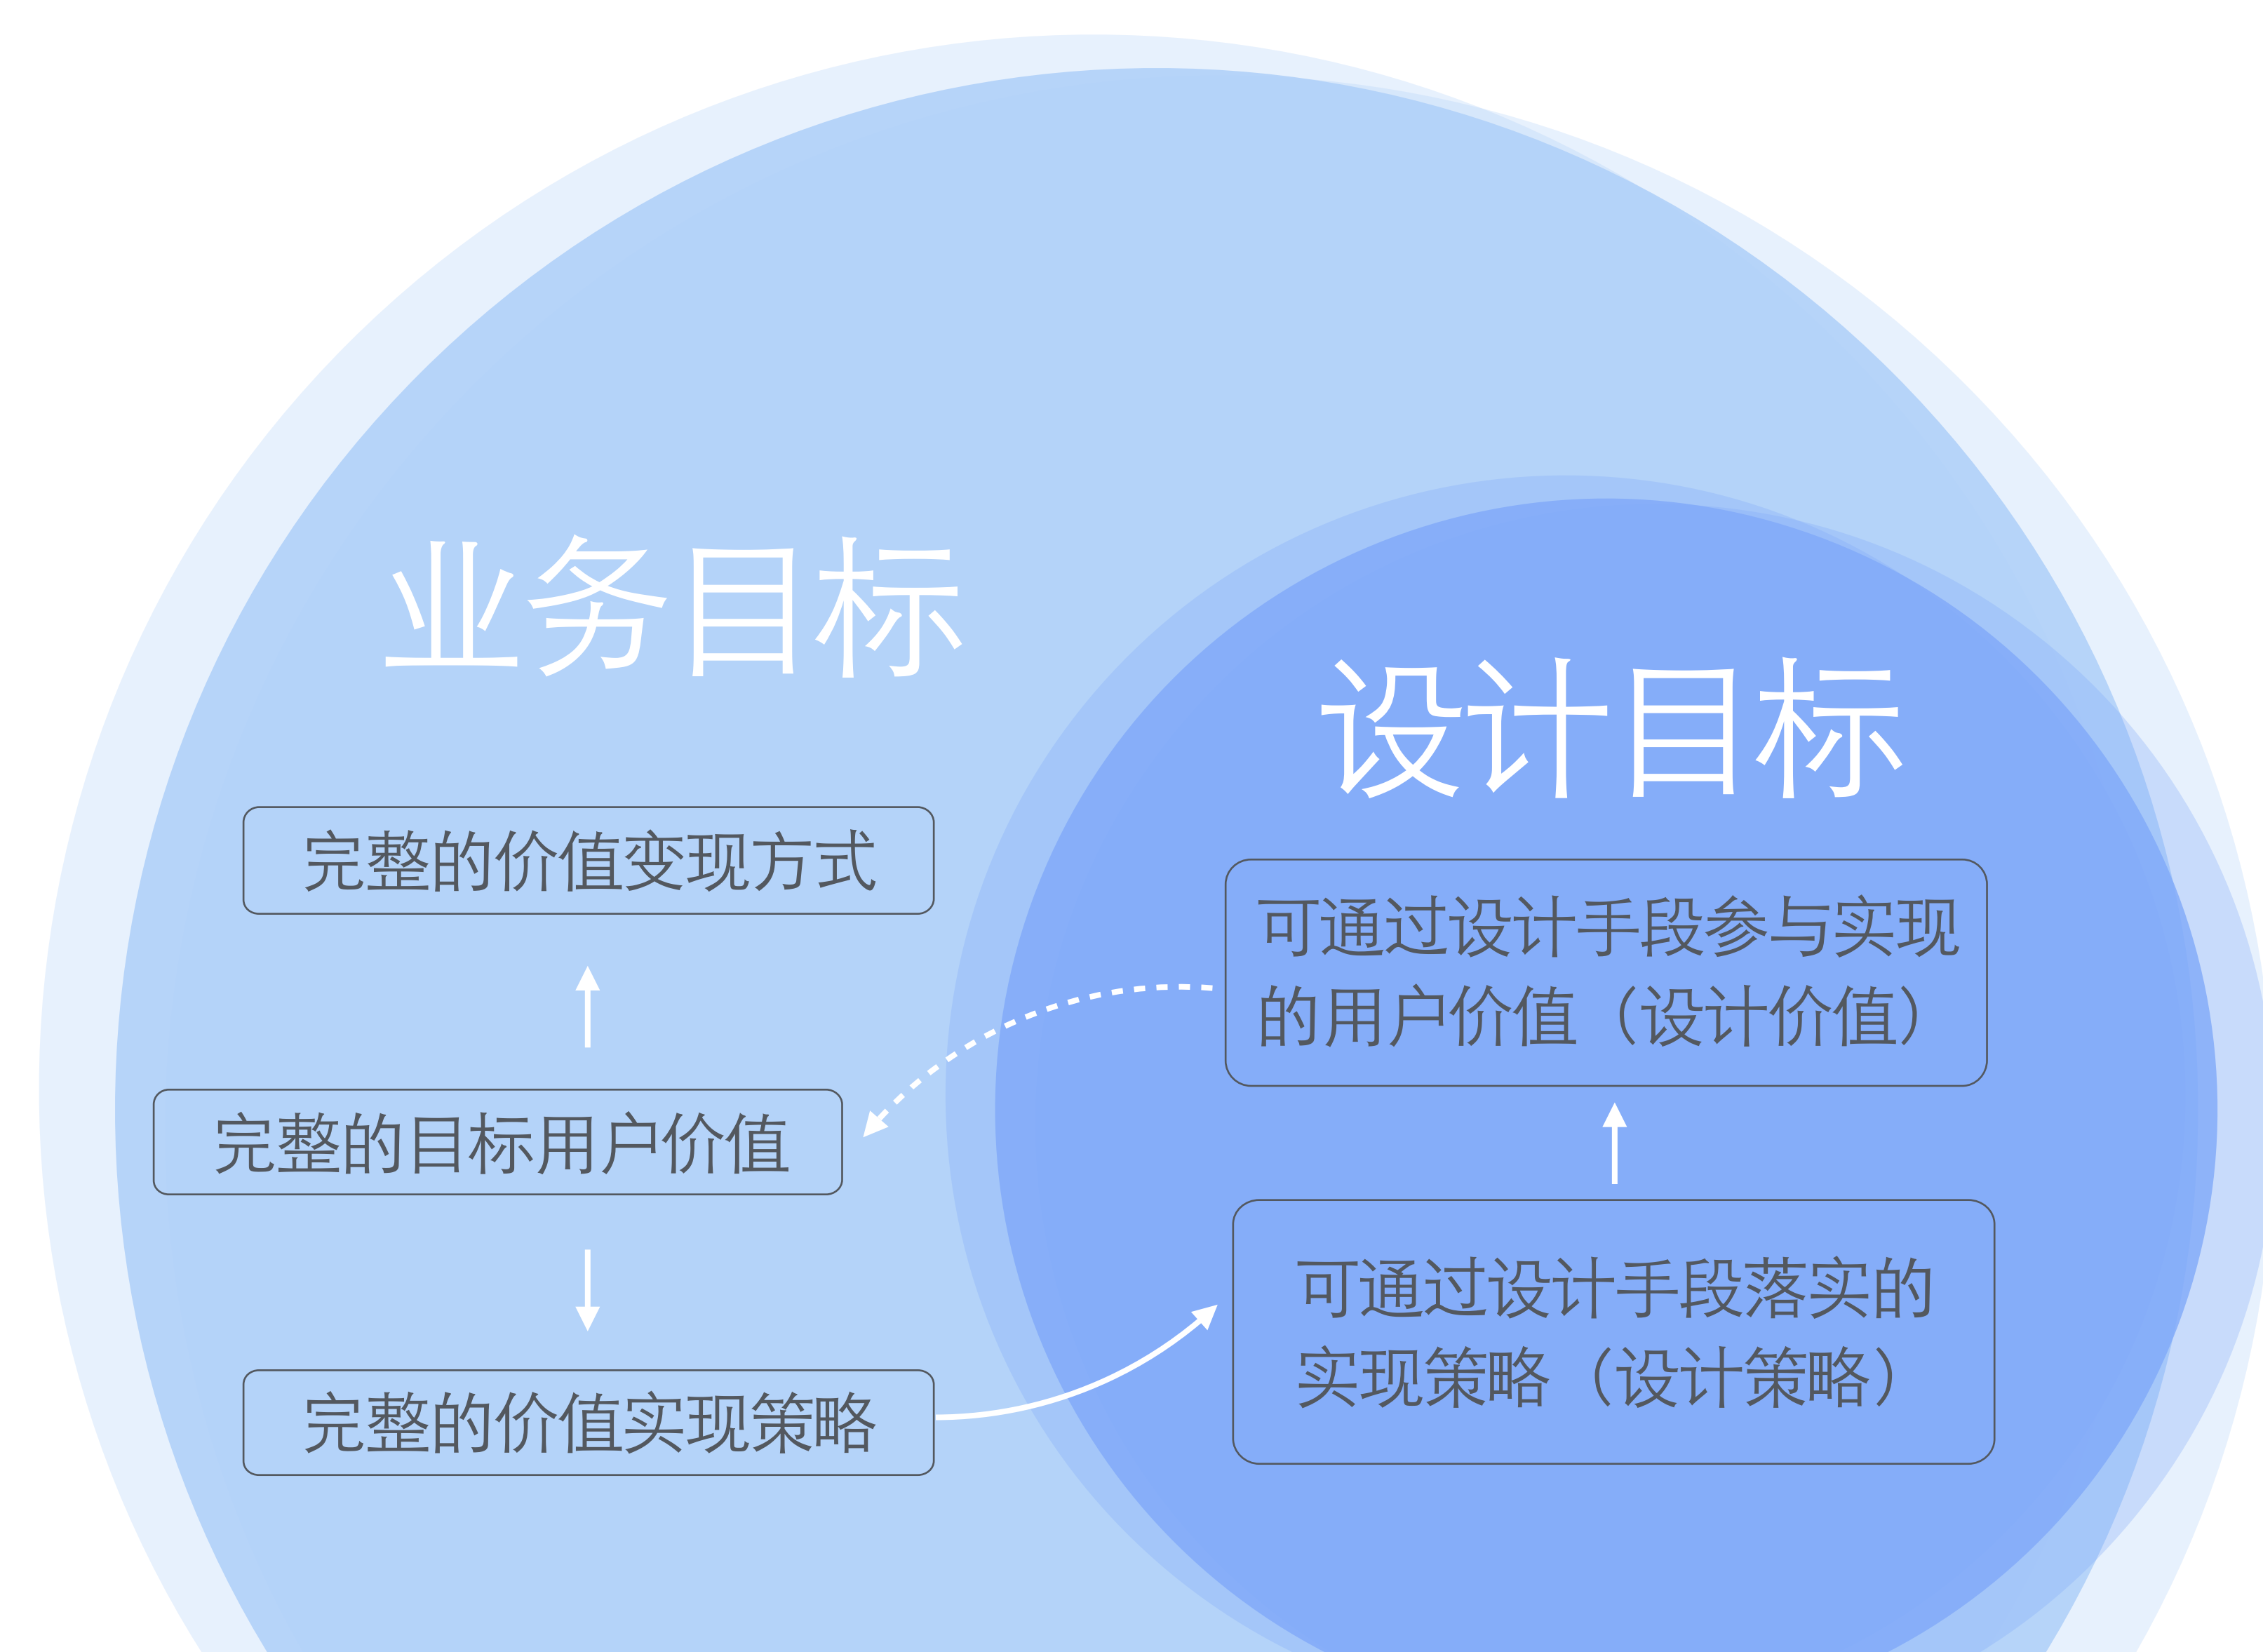 业务目标
完整的价值变现方式
完整的目标用户价值
完整的价值实现策略
设计目标
可通过设计手段参与实现
的用户价值（设计价值）
可通过设计手段落实的
实现策略（设计策略）